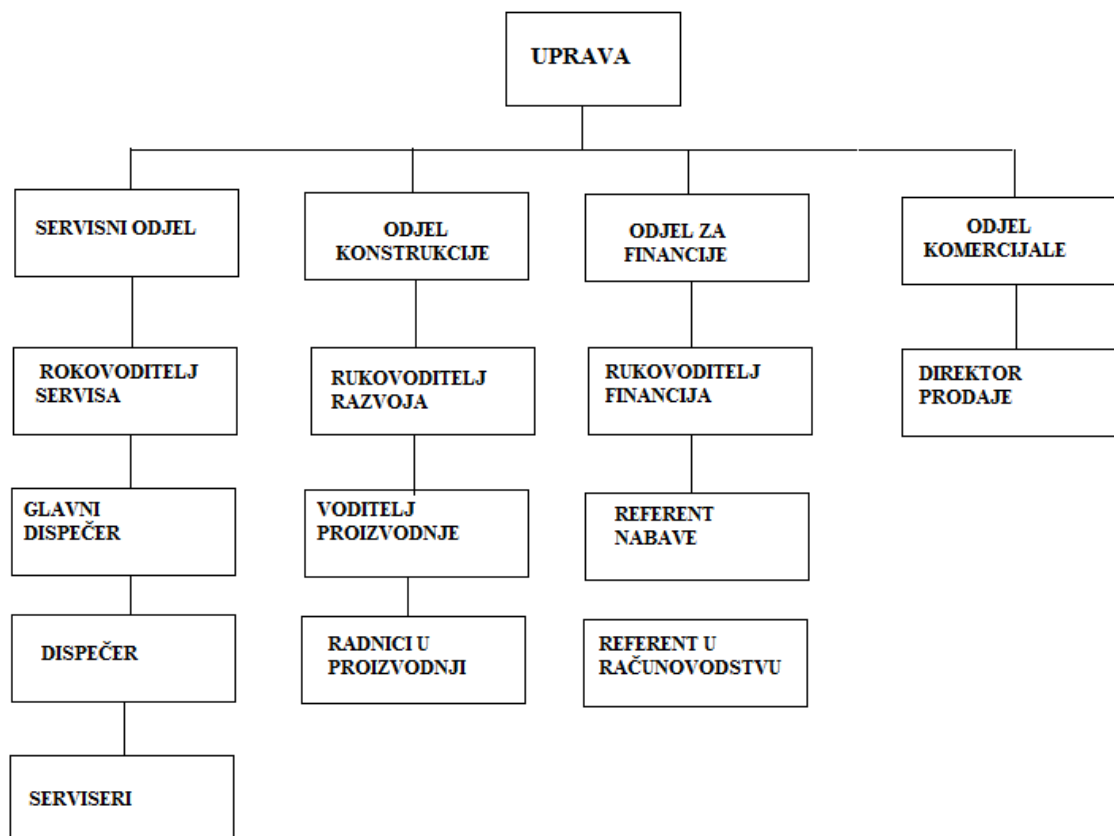 UPRAVA
SERVISNI ODJEL
ODJEL
KONSTRUKCIJE
ODJEL ZA
FINANCIJE
ODJEL
KOMERCIJALE
ROKOVODITELJ
SERVISA
RUKOVODITELJ
RAZVOJA
RUKOVODITELJ
FINANCIJA
DIREKTOR
PRODAJE
GLAVNI
DISPEČER
VODITELJ
PROIZVODNJE
REFERENT
NABAVE
DISPEČER
RADNICI U
PROIZVODNJI
REFERENT U
RAČUNOVODSTVU
SERVISERI